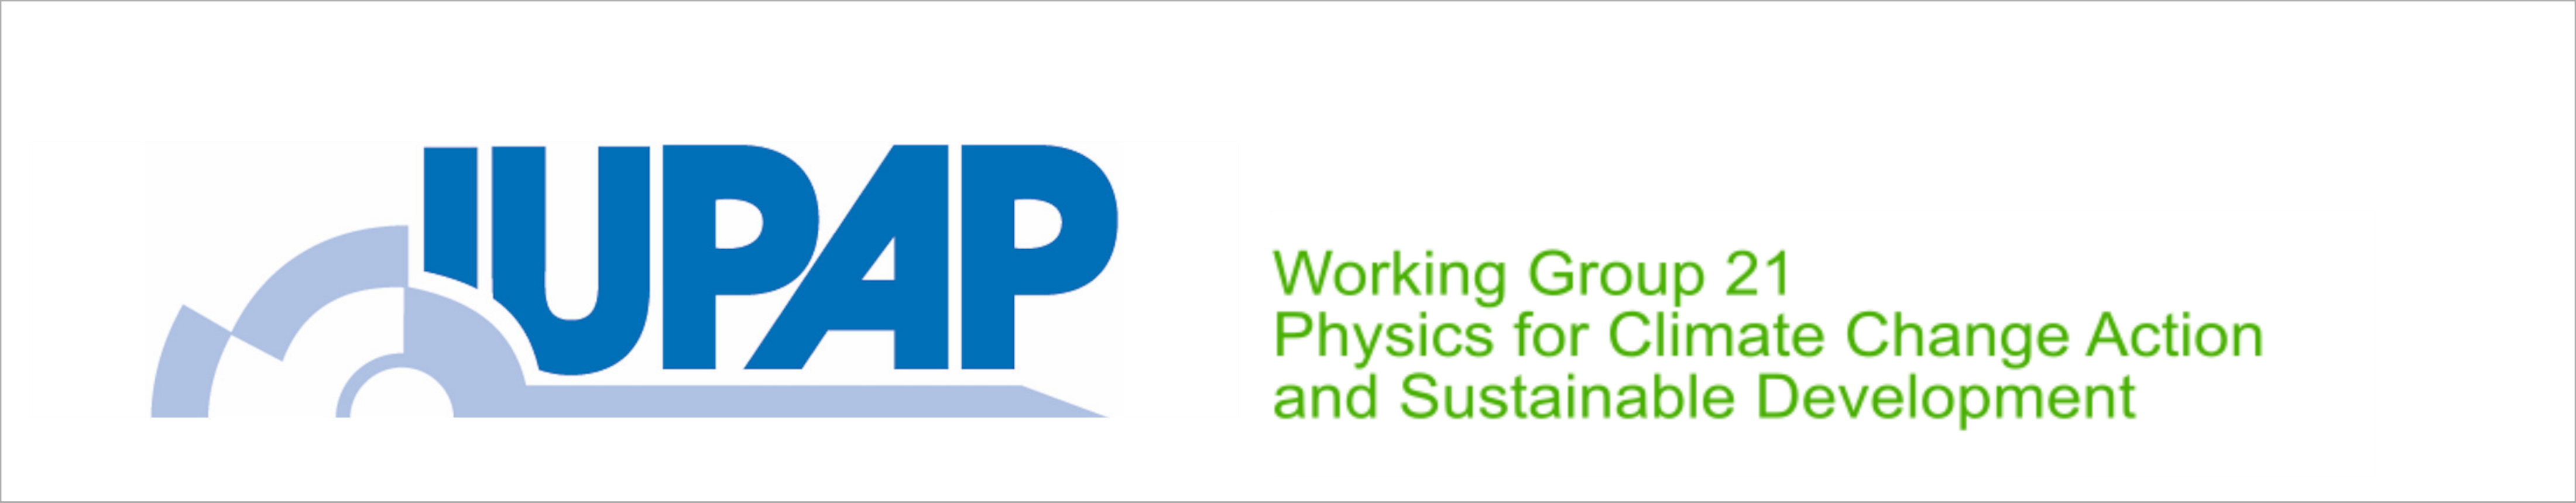 IUPAP
Working Group 21
Physics for Climate Change Action
and Sustainable Development